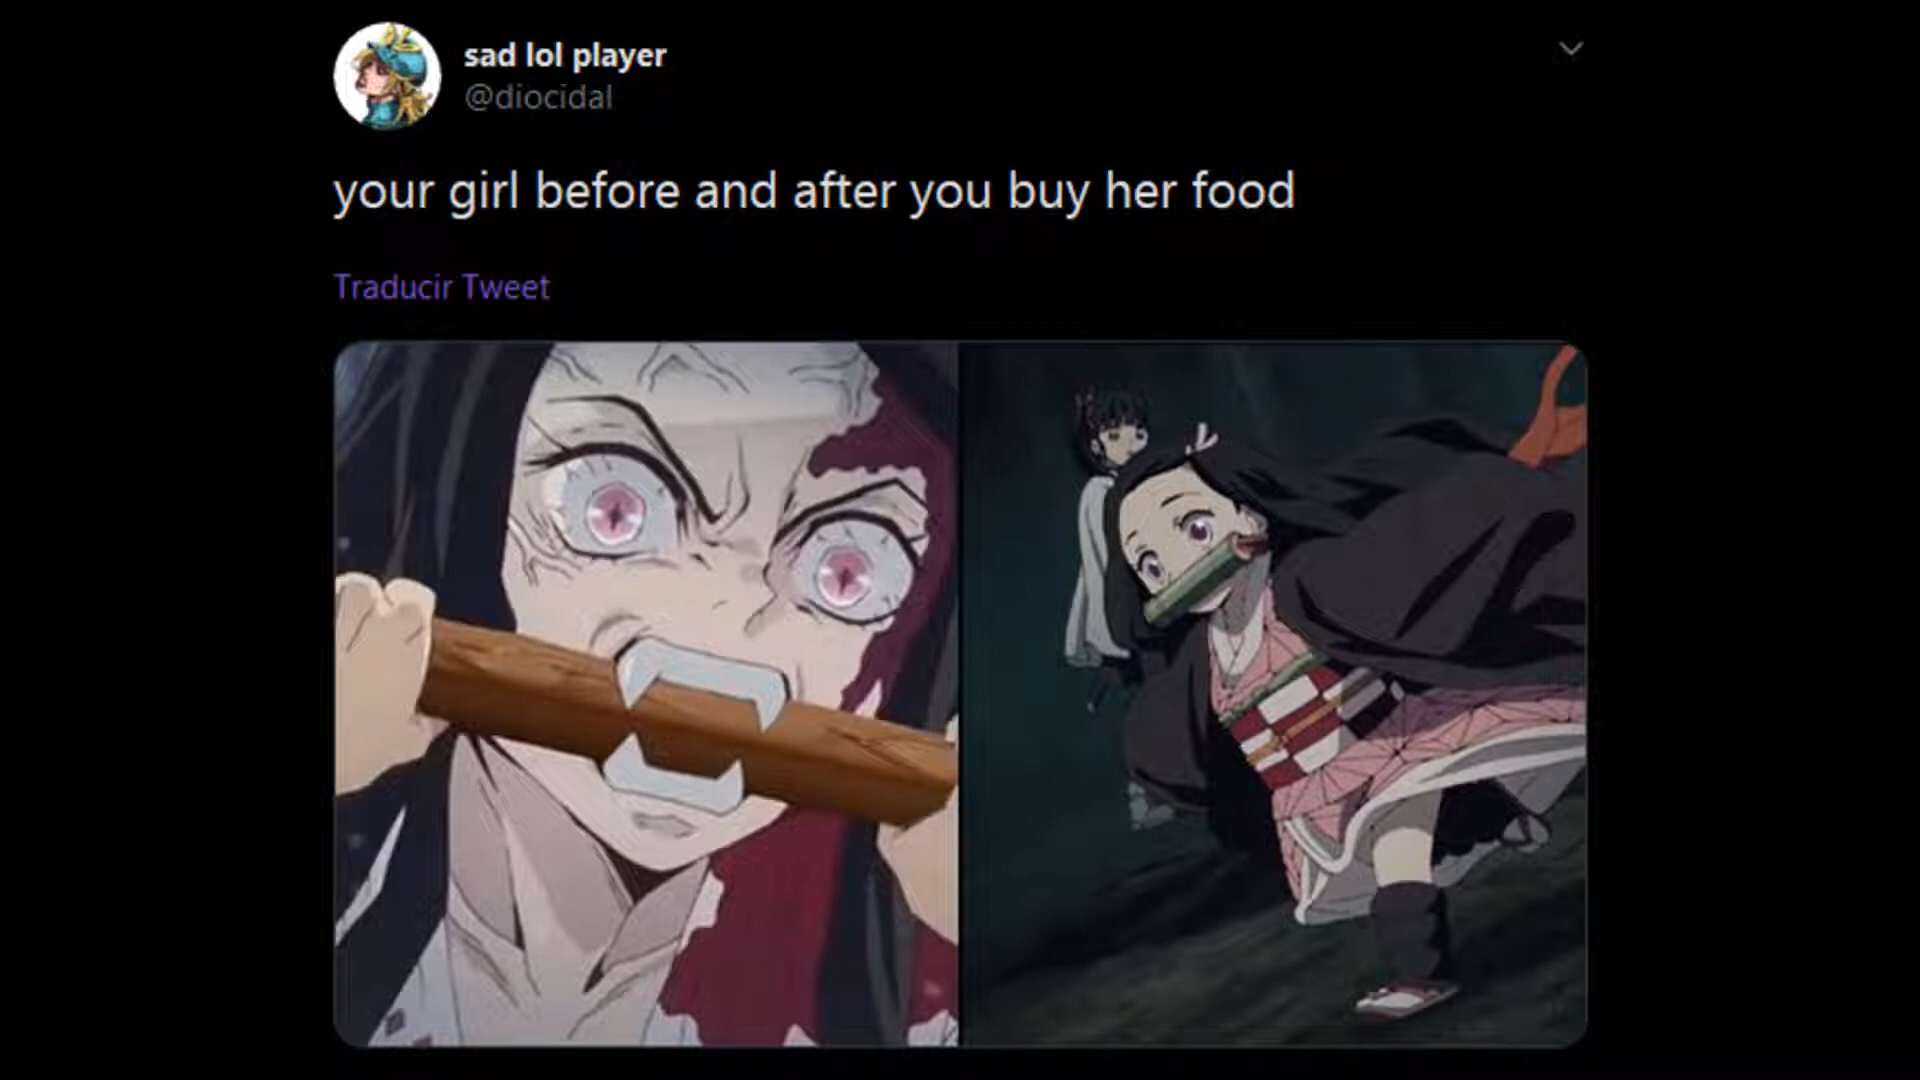 sad lol player
@diocidal
your girl before and after you buy her food
Traducir Tweet